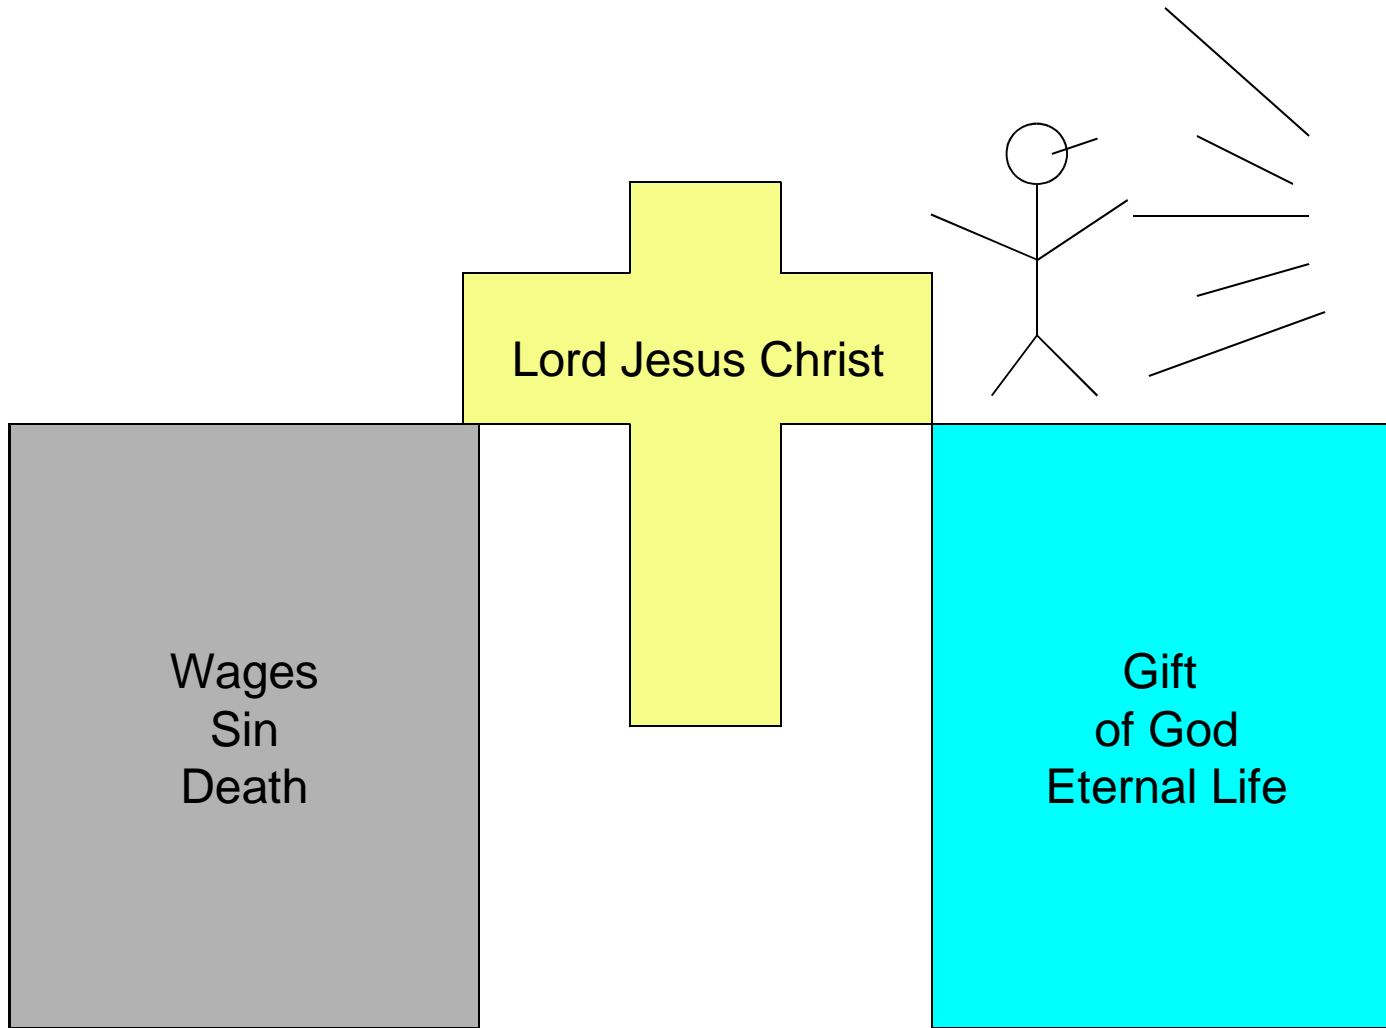 Lord Jesus Christ
Wages
Sin
Death
Gift
of God
Eternal Life